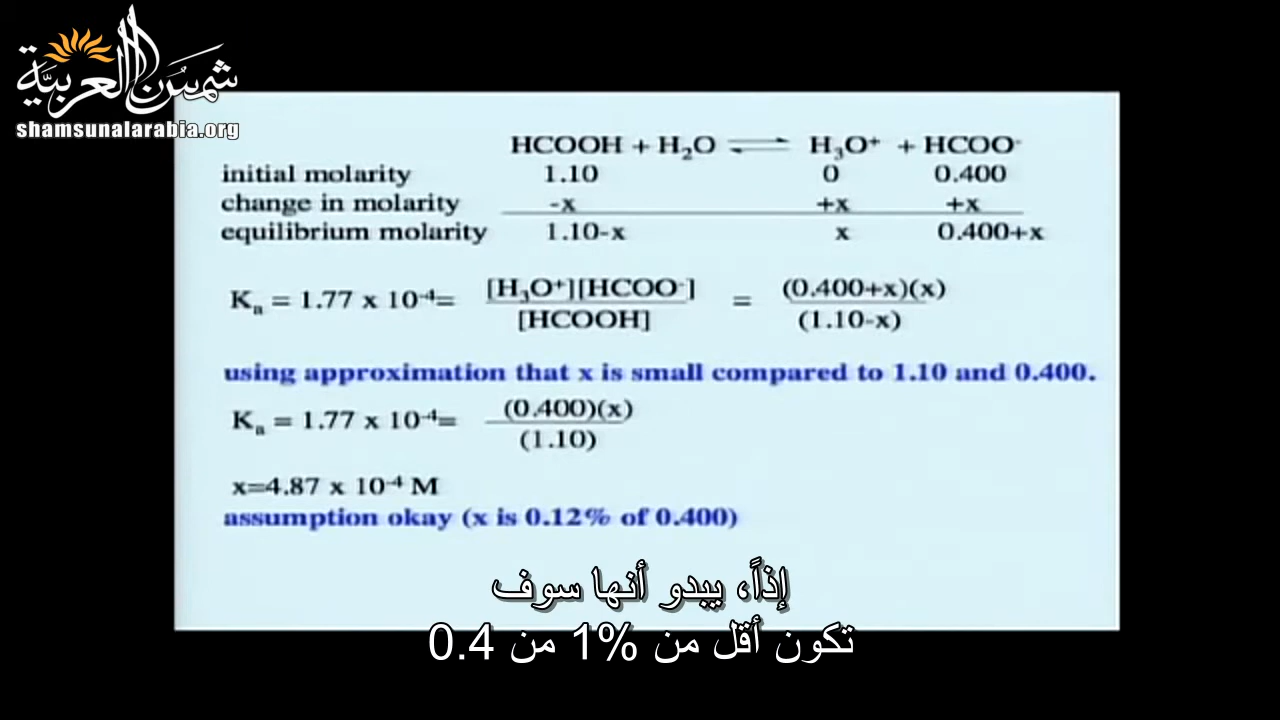 شمس العربية
shamsunalarabia.org
HCOOH + H₂O ⇌ H₃O⁺ + HCOO⁻
initial molarity 1.10 0 0.400
change in molarity -x +x +x
equilibrium molarity 1.10-x x 0.400+x
Kₐ = 1.77 x 10⁻⁴= [H₃O⁺][HCOO⁻] = (0.400+x)(x)
[HCOOH] (1.10-x)
using approximation that x is small compared to 1.10 and 0.400.
Kₐ = 1.77 x 10⁻⁴= (0.400)(x)
(1.10)
x=4.87 x 10⁻⁴ M
assumption okay (x is 0.12% of 0.400)
إذاً، يبدو أنها سوف
تكون أقل من 1% من 0.4